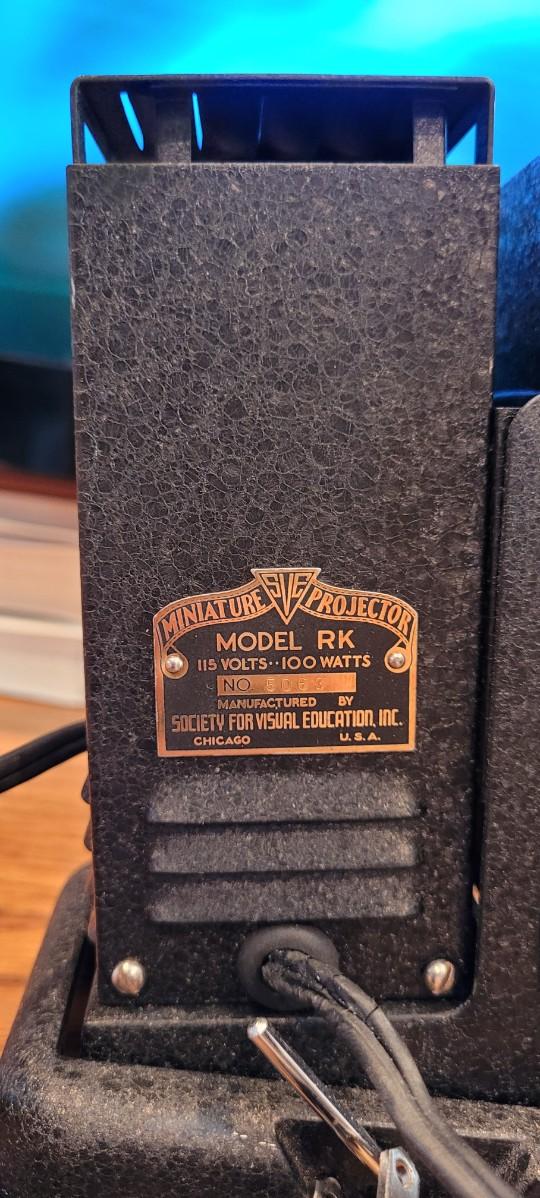 SVE
MINIATURE PROJECTOR
MODEL RK
115 VOLTS··100 WATTS
NO.
MANUFACTURED BY
SOCIETY FOR VISUAL EDUCATION, INC.
CHICAGO U.S.A.